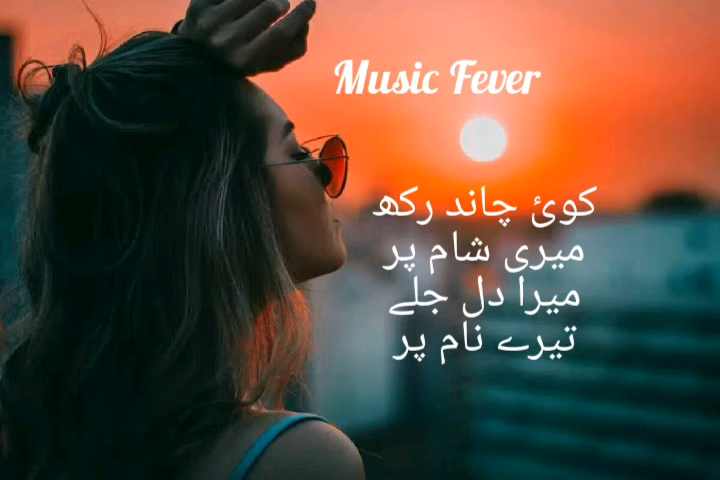 Music Fever
کوئ چاند رکھ
میری شام پر
میرا دل جلے
تیرے نام پر